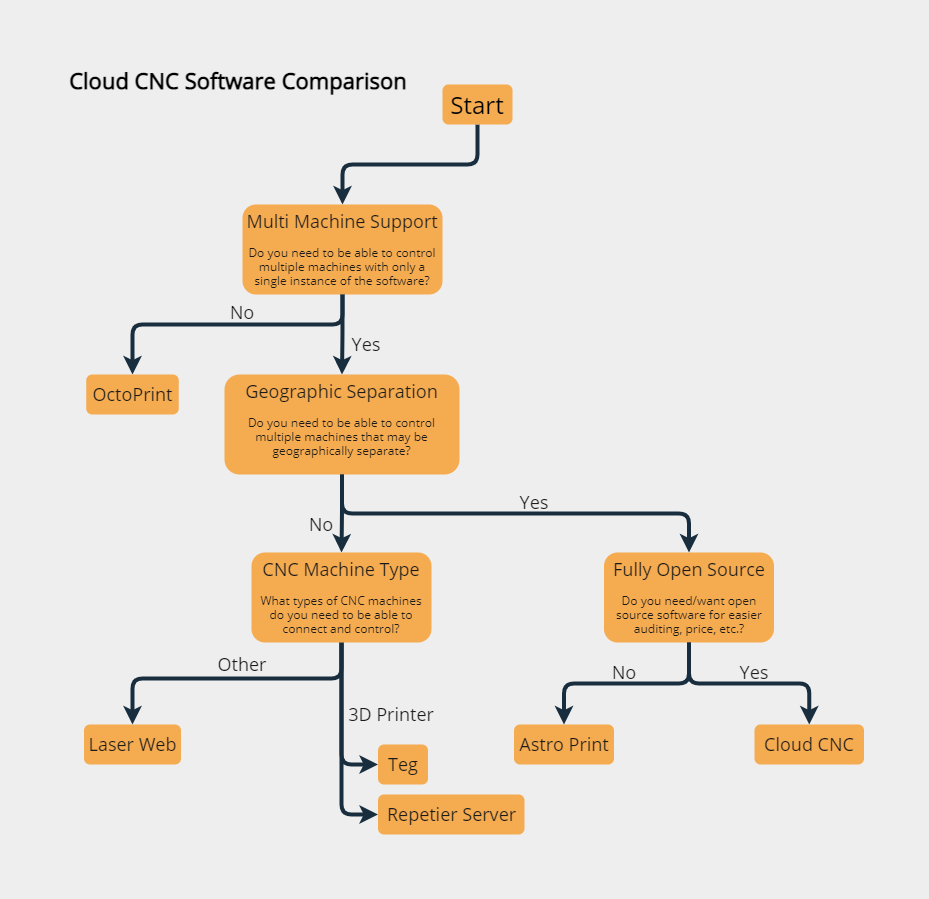 Cloud CNC Software Comparison
Start
Multi Machine Support
Do you need to be able to control
multiple machines with only a
single instance of the software?
No
Yes
OctoPrint
Geographic Separation
Do you need to be able to control
multiple machines that may be
geographically separate?
Yes
No
CNC Machine Type
What types of CNC machines
do you need to be able to
connect and control?
Fully Open Source
Do you need/want open
source software for easier
auditing, price, etc.?
Other
No
Yes
3D Printer
Laser Web
Astro Print
Cloud CNC
Teg
Repetier Server